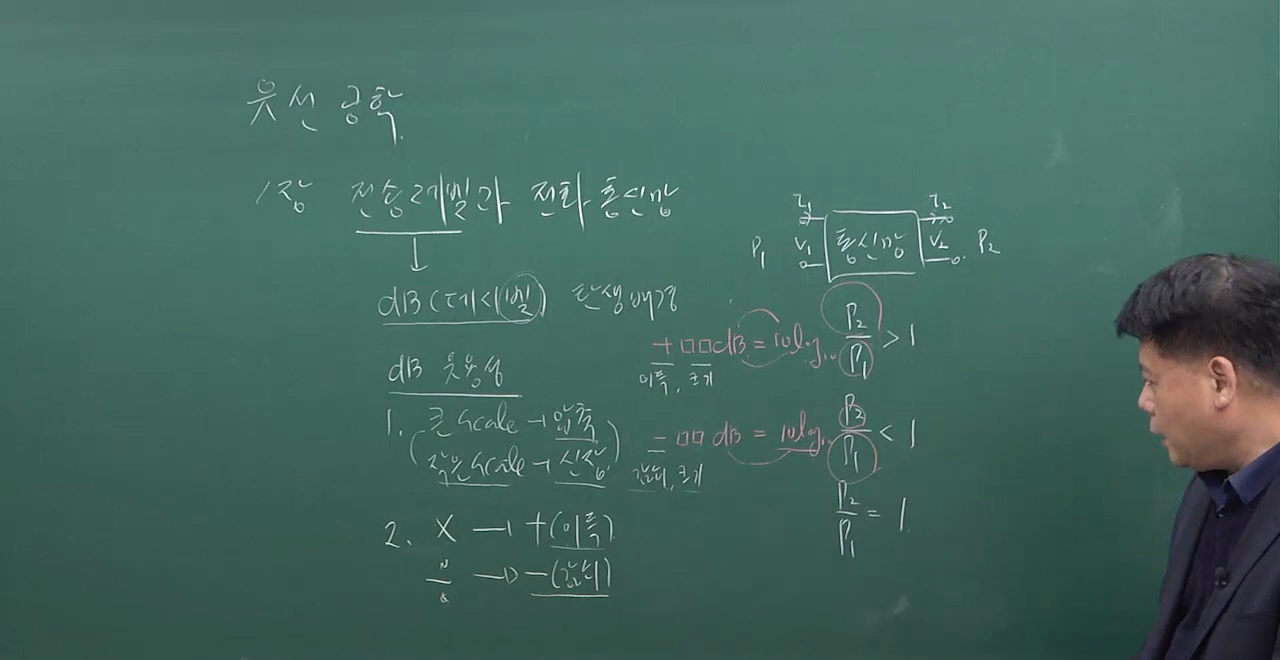 유선 공학.
1장 전송레벨과 전화통신망
dB (데시벨) 탄생배경
dB 유용성
1. 큰 Scale → 압축
(작은 Scale → 신장.)
2. X → +(이득)
N → -(감쇠)
I₁ I₂
P₁ V₁ 통신망 V₂ P₂
+□□dB = 10log₁₀ P₂/P₁ > 1
이득, 크기
-□□dB = 10log₁₀ P₂/P₁ < 1
감쇠, 크기
P₂/P₁ = 1